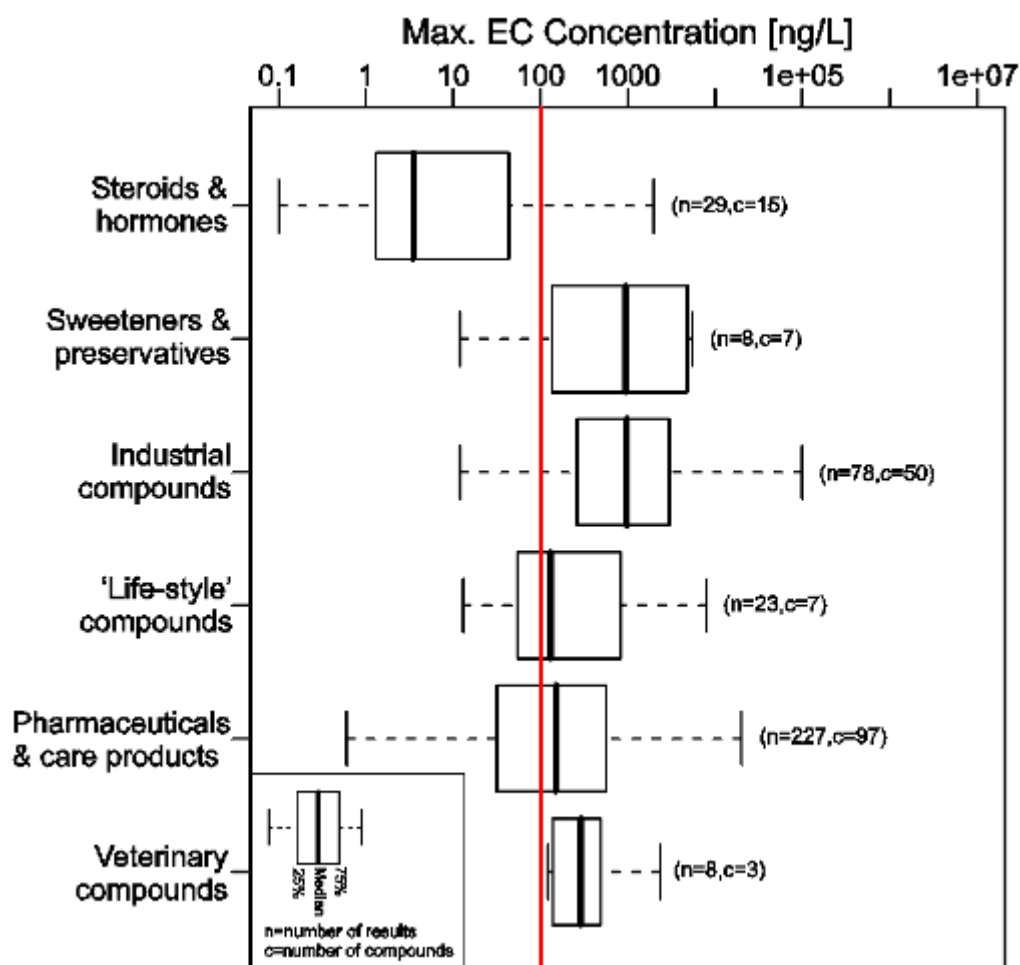 Max. EC Concentration [ng/L]
0.1 1 10 100 1000 1e+05 1e+07
Steroids &
hormones
(n=29,c=15)
Sweeteners &
preservatives
(n=8,c=7)
Industrial
compounds
(n=78,c=50)
‘Life-style’
compounds
(n=23,c=7)
Pharmaceuticals
& care products
(n=227,c=97)
Veterinary
compounds
(n=8,c=3)
25%
Median
75%
n=number of results
c=number of compounds